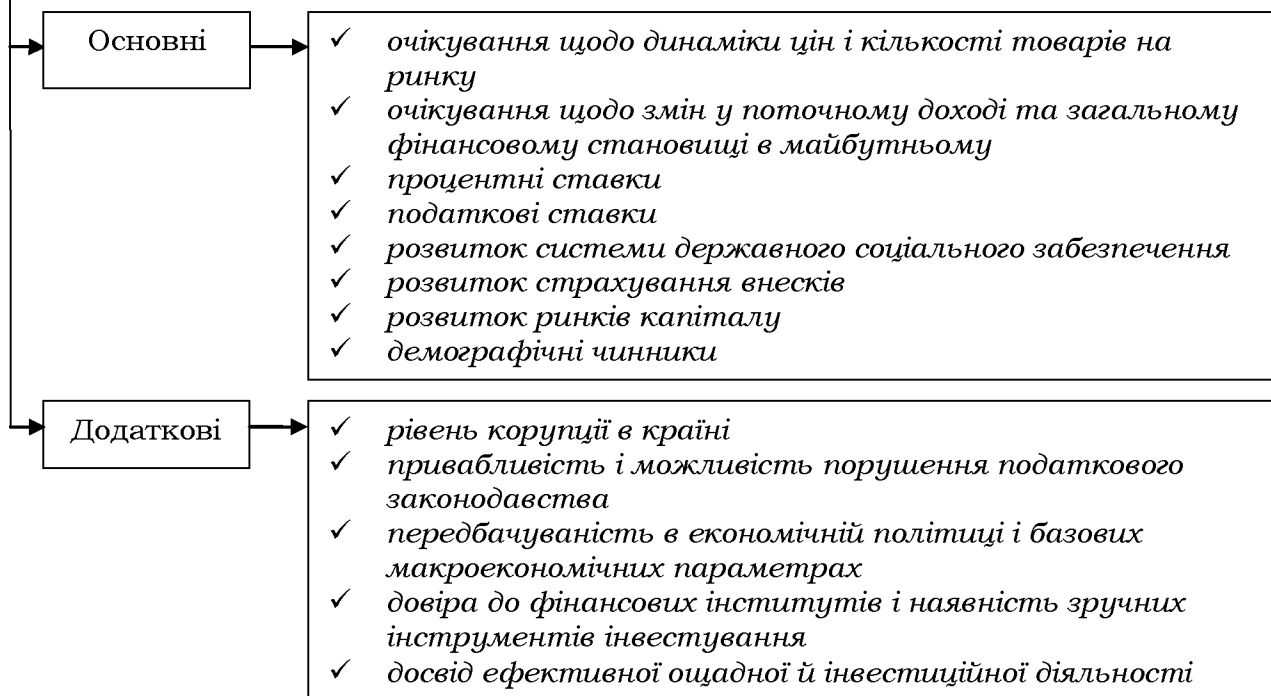 Основні
✓ очікування щодо динаміки цін і кількості товарів на
ринку
✓ очікування щодо змін у поточному доході та загальному
фінансовому становищі в майбутньому
✓ процентні ставки
✓ податкові ставки
✓ розвиток системи державного соціального забезпечення
✓ розвиток страхування внесків
✓ розвиток ринків капіталу
✓ демографічні чинники
Додаткові
✓ рівень корупції в країні
✓ привабливість і можливість порушення податкового
законодавства
✓ передбачуваність в економічній політиці і базових
макроекономічних параметрах
✓ довіра до фінансових інститутів і наявність зручних
інструментів інвестування
✓ досвід ефективної ощадної й інвестиційної діяльності